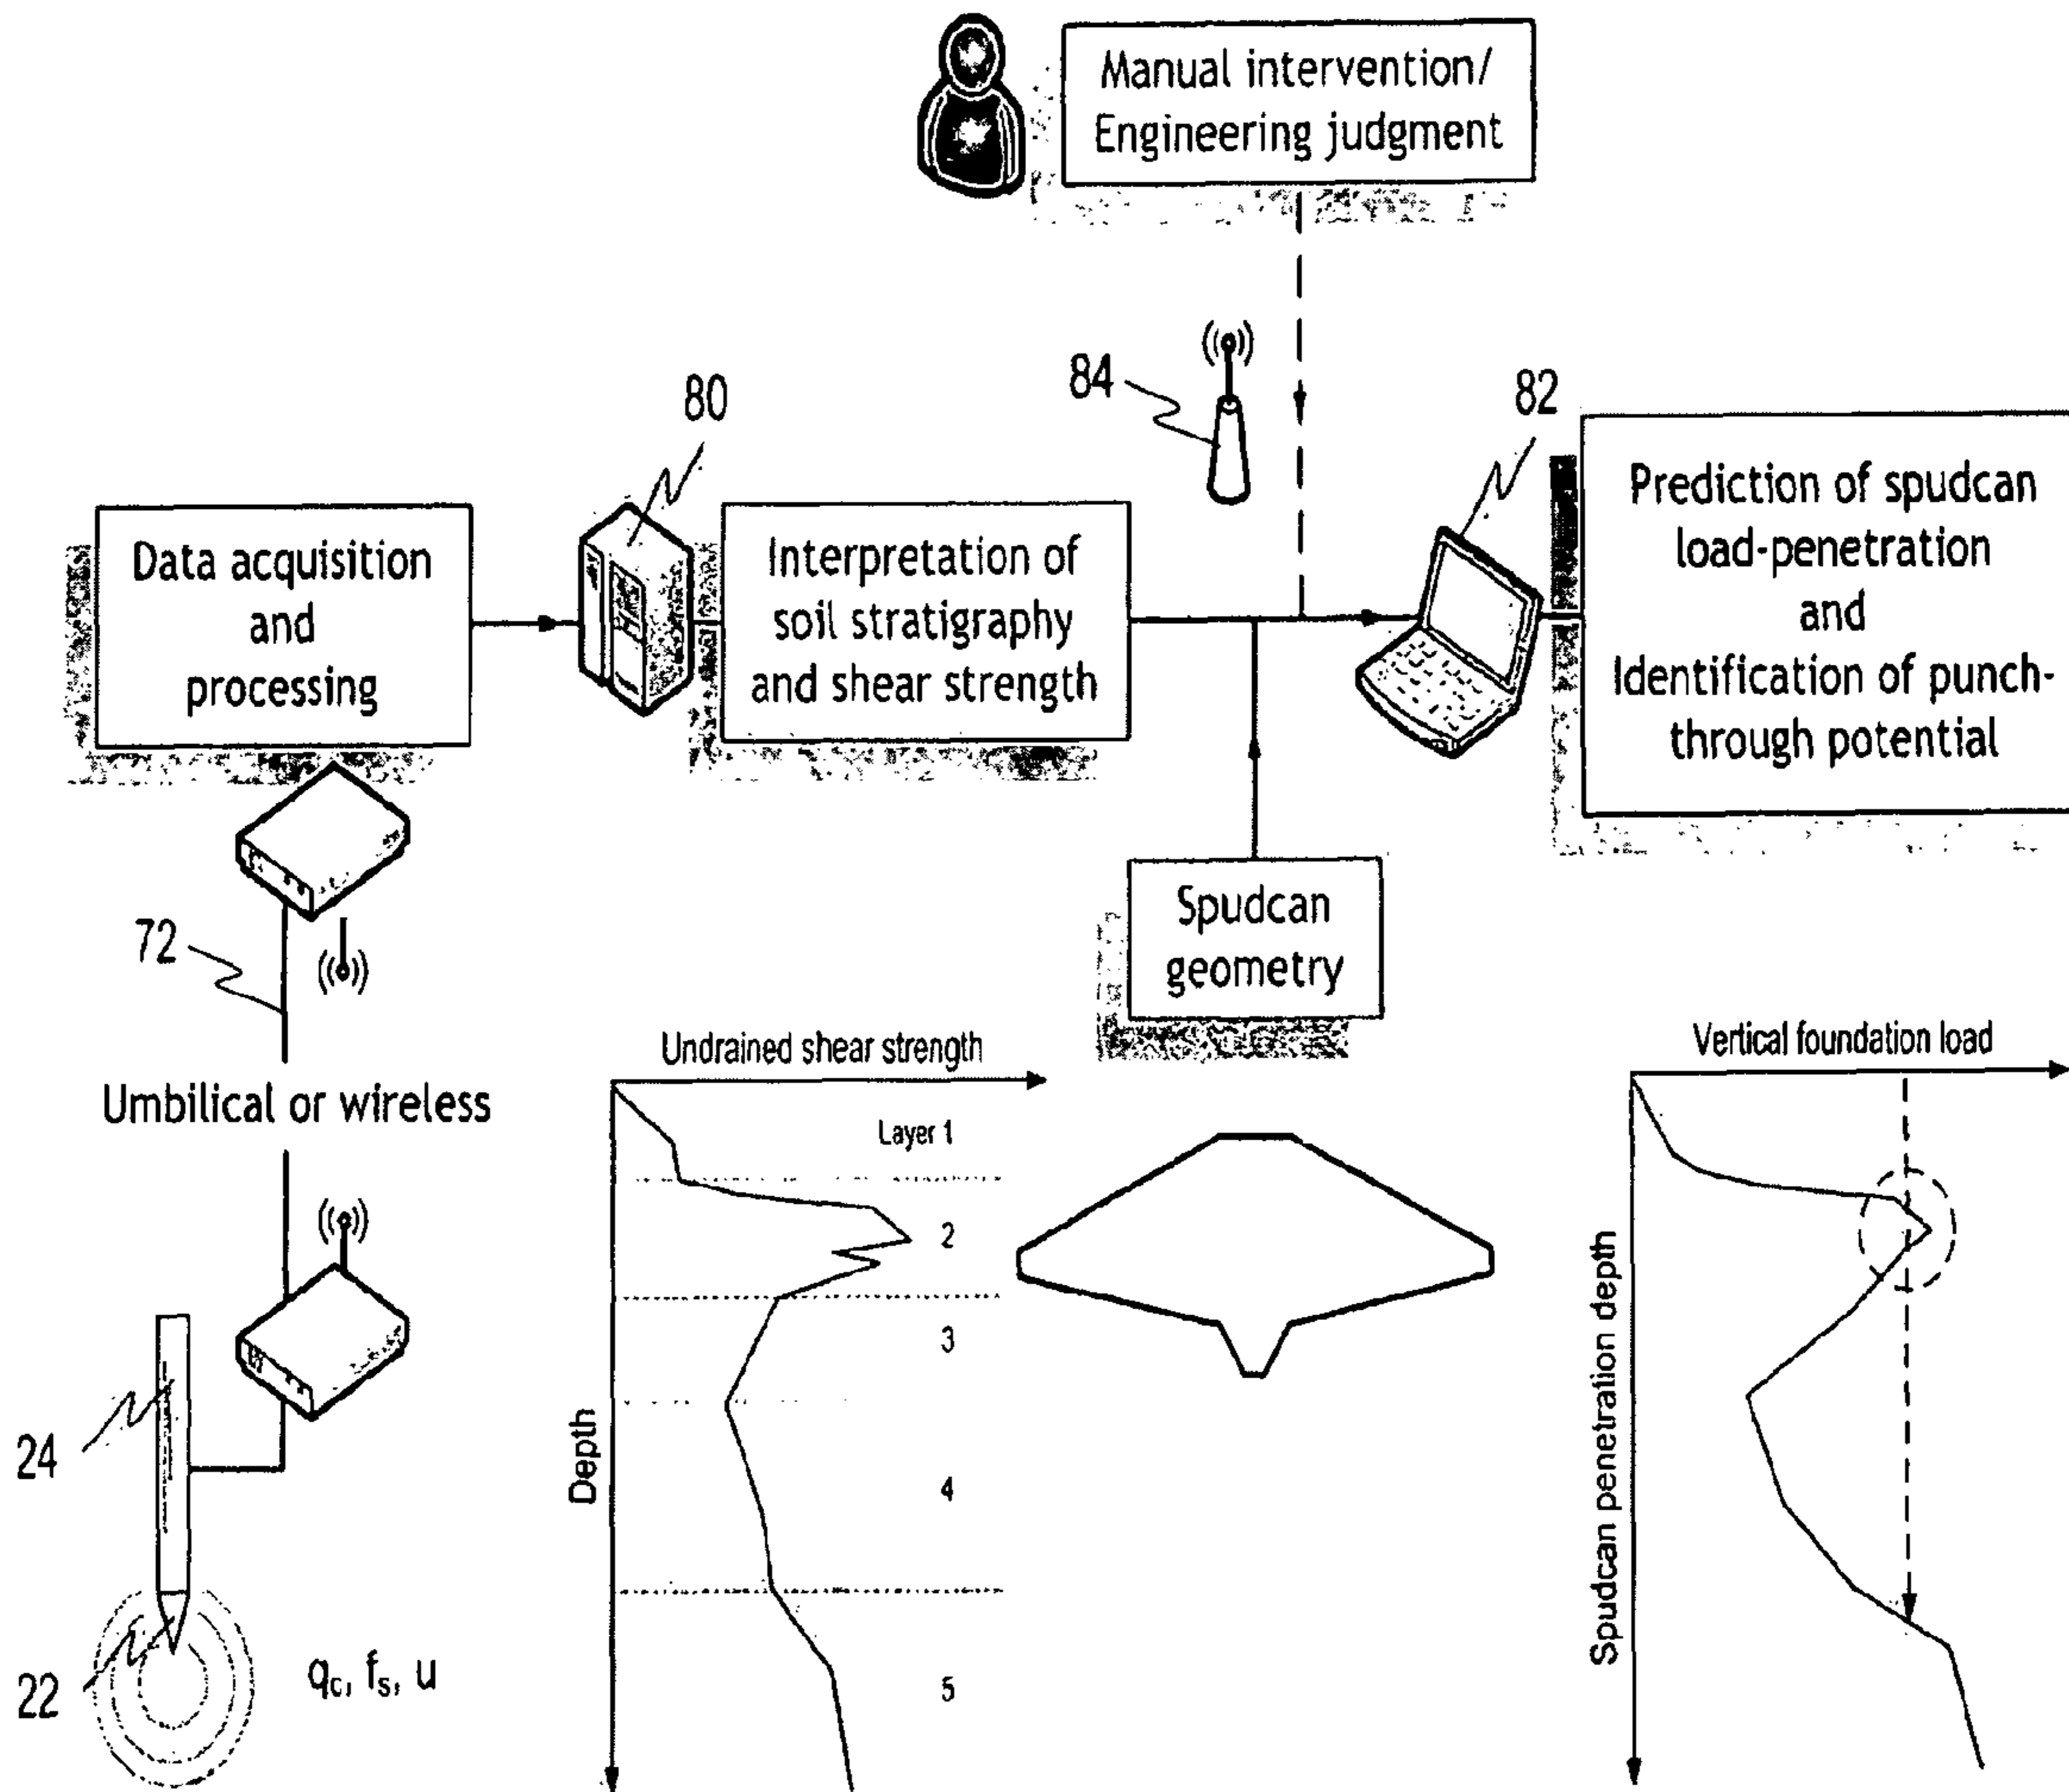 Manual intervention/
Engineering judgment
84
80
82
Data acquisition
and
processing
Interpretation of
soil stratigraphy
and shear strength
Prediction of spudcan
load-penetration
and
Identification of punch-
through potential
Spudcan
geometry
72
Umbilical or wireless
24
22
qc, fs, u
Undrained shear strength
Depth
Layer 1
2
3
4
5
Vertical foundation load
Spudcan penetration depth